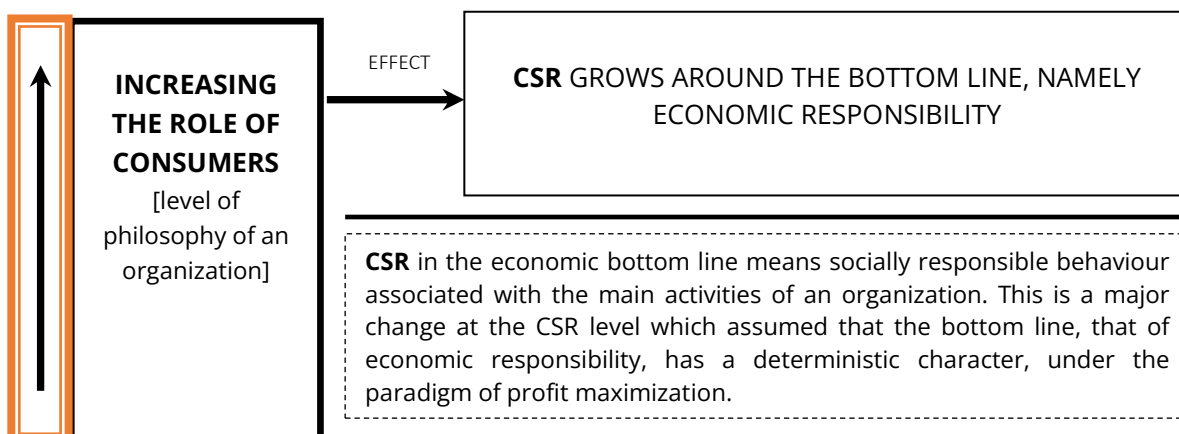 INCREASING
THE ROLE OF
CONSUMERS
[level of
philosophy of an
organization]
EFFECT
CSR GROWS AROUND THE BOTTOM LINE, NAMELY
ECONOMIC RESPONSIBILITY
CSR in the economic bottom line means socially responsible behaviour
associated with the main activities of an organization. This is a major
change at the CSR level which assumed that the bottom line, that of
economic responsibility, has a deterministic character, under the
paradigm of profit maximization.